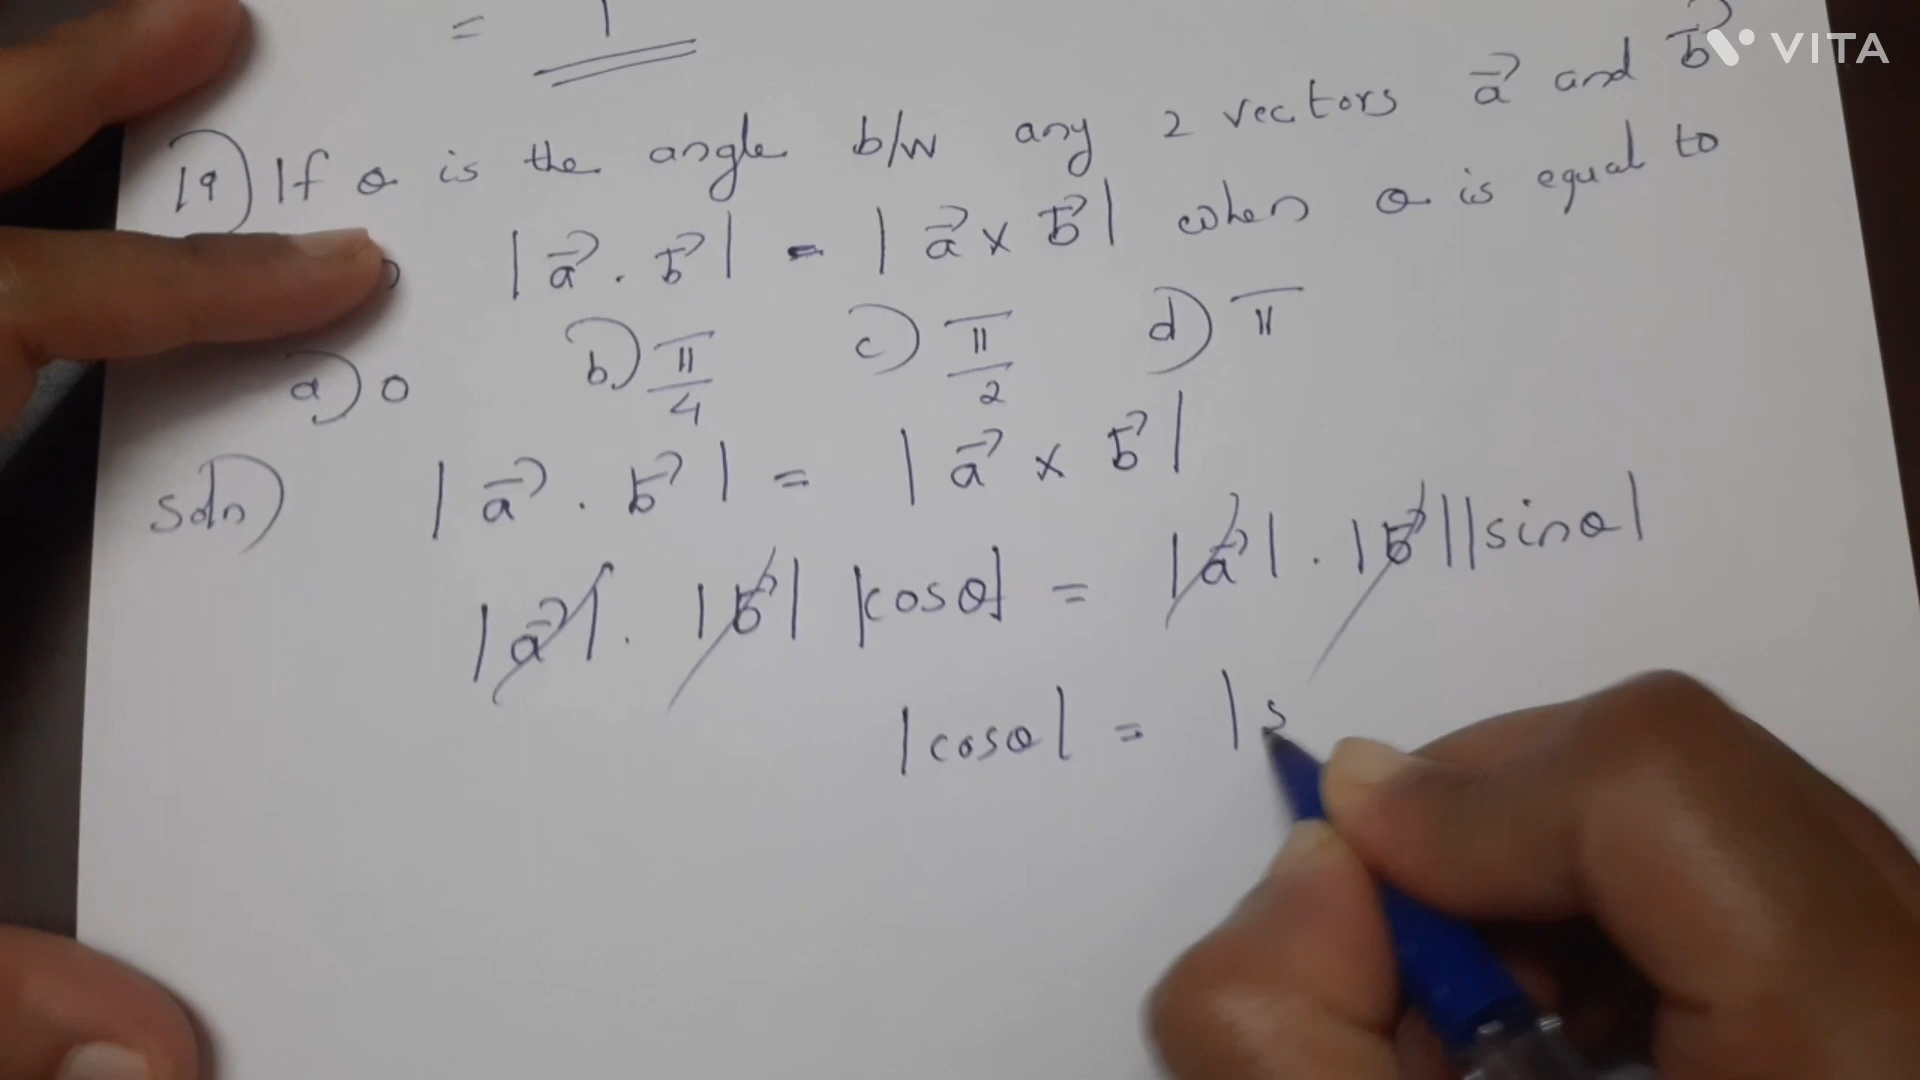 = 1
VITA
19) If θ is the angle b/w any 2 vectors a⃗ and b⃗
|a⃗ . b⃗| = |a⃗ × b⃗| when θ is equal to
a) 0 b) π/4 c) π/2 d) π
Soln) |a⃗ . b⃗| = |a⃗ × b⃗|
|a⃗| . |b⃗| |cosθ| = |a⃗| . |b⃗| |sinθ|
|cosθ| = |s